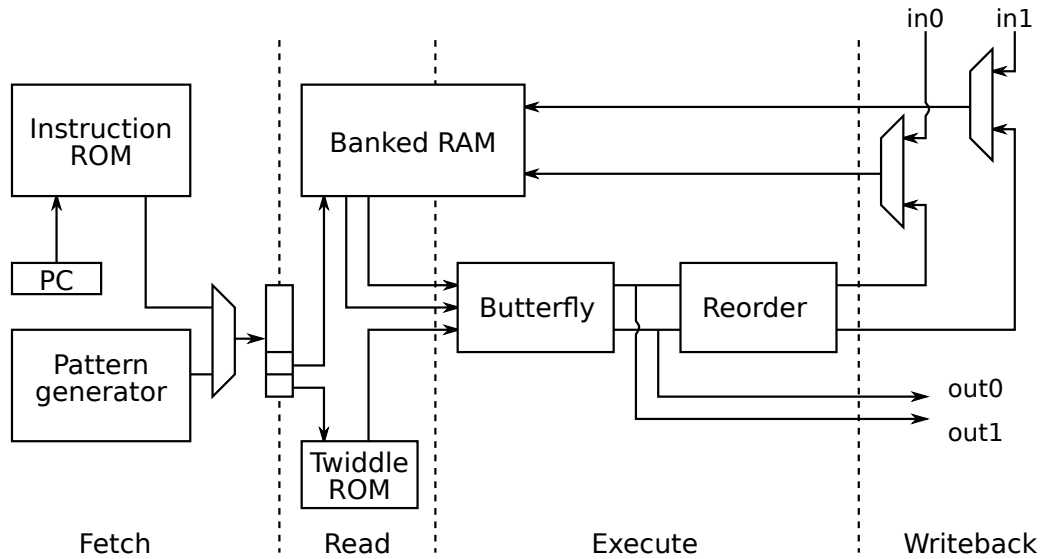 in0
in1
Instruction
ROM
Banked RAM
PC
Butterfly
Reorder
Pattern
generator
out0
out1
Twiddle
ROM
Fetch
Read
Execute
Writeback